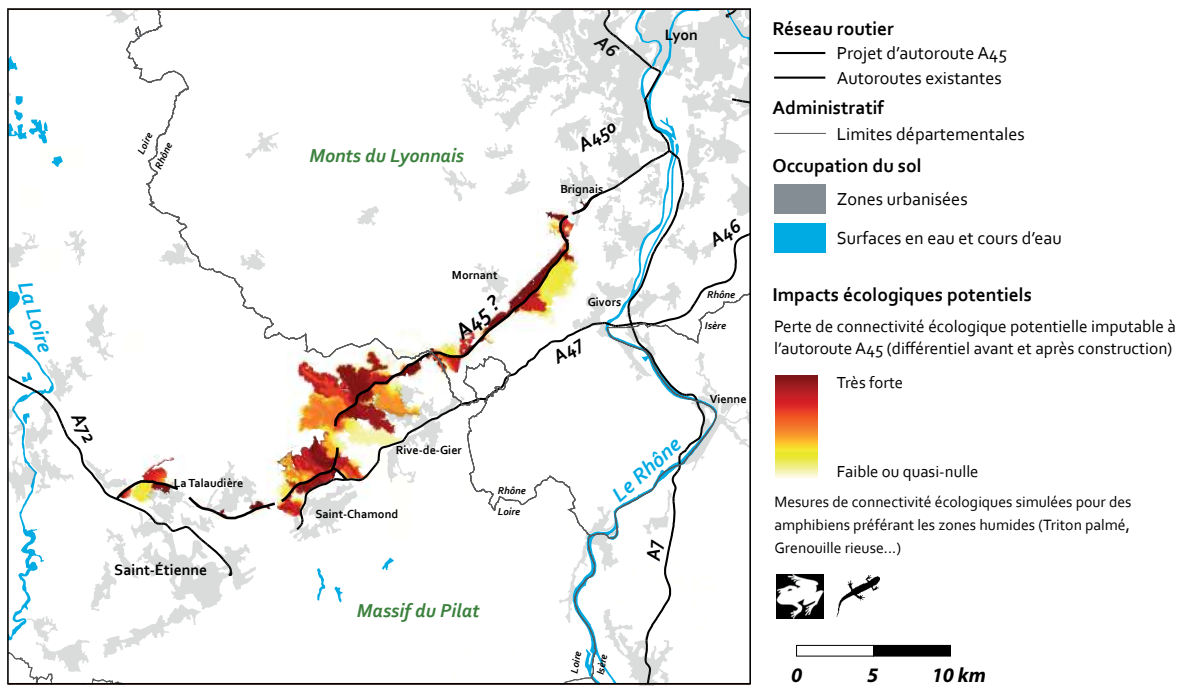 Lyon
A6
Loire
Rhône
A450
Monts du Lyonnais
Brignais
A46
Mornant
La Loire
Givors
Rhône
Isère
A45 ?
A47
A72
Vienne
Rive-de-Gier
La Talaudière
Le Rhône
Rhône
Loire
Saint-Chamond
A7
Saint-Étienne
Massif du Pilat
Loire
Isère
Réseau routier
Projet d'autoroute A45
Autoroutes existantes
Administratif
Limites départementales
Occupation du sol
Zones urbanisées
Surfaces en eau et cours d'eau
Impacts écologiques potentiels
Perte de connectivité écologique potentielle imputable à
l'autoroute A45 (différentiel avant et après construction)
Très forte
Faible ou quasi-nulle
Mesures de connectivité écologiques simulées pour des
amphibiens préférant les zones humides (Triton palmé,
Grenouille rieuse...)
0 5 10 km